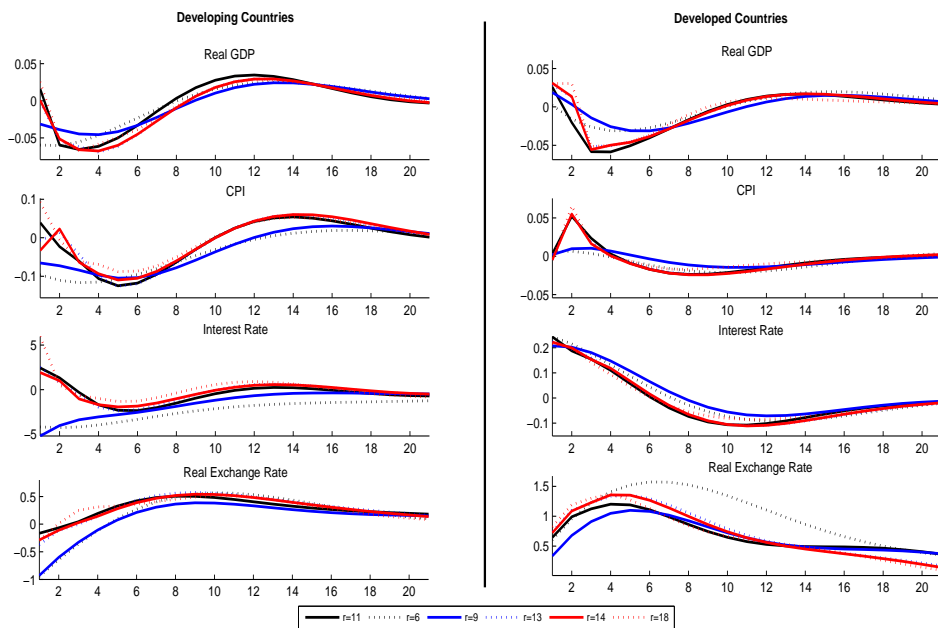 Developing Countries
Real GDP
0.05
0
−0.05
2 4 6 8 10 12 14 16 18 20
CPI
0.1
0
−0.1
2 4 6 8 10 12 14 16 18 20
Interest Rate
5
0
−5
2 4 6 8 10 12 14 16 18 20
Real Exchange Rate
0.5
0
−0.5
−1
2 4 6 8 10 12 14 16 18 20
Developed Countries
Real GDP
0.05
0
−0.05
2 4 6 8 10 12 14 16 18 20
CPI
0.05
0
−0.05
2 4 6 8 10 12 14 16 18 20
Interest Rate
0.2
0.1
0
−0.1
2 4 6 8 10 12 14 16 18 20
Real Exchange Rate
1.5
1
0.5
2 4 6 8 10 12 14 16 18 20
r=11 r=6 r=9 r=13 r=14 r=18